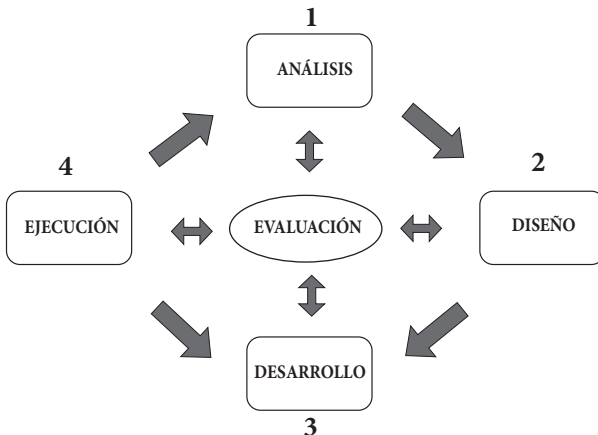 1
ANÁLISIS
4
2
EJECUCIÓN
EVALUACIÓN
DISEÑO
DESARROLLO
3